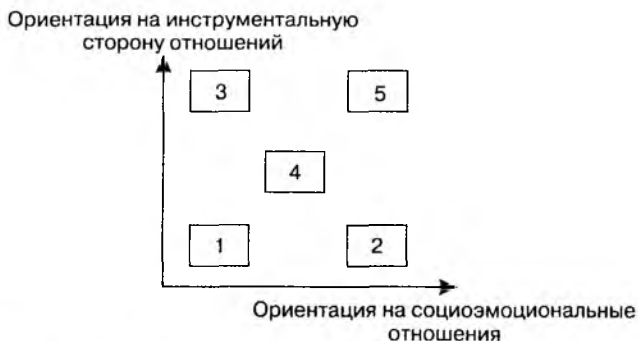 Ориентация на инструментальную
сторону отношений
3 5
4
1 2
Ориентация на социоэмоциональные
отношения